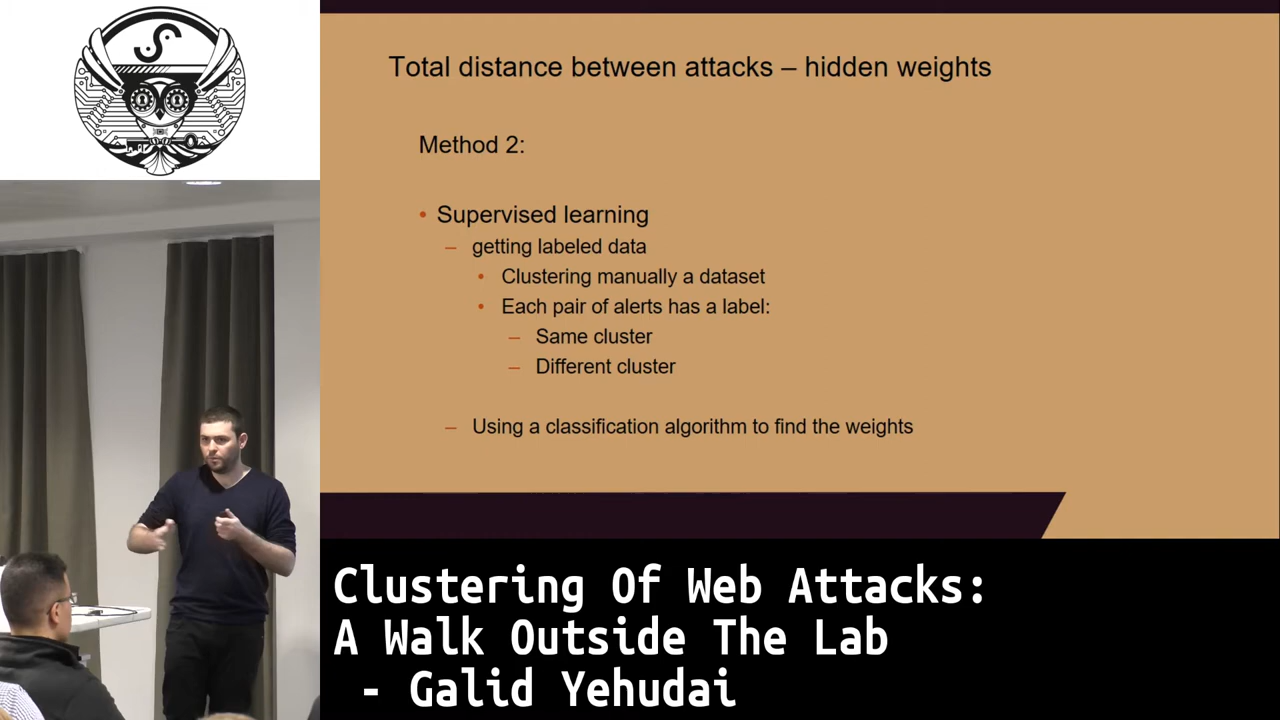 Total distance between attacks – hidden weights
Method 2:
• Supervised learning
– getting labeled data
• Clustering manually a dataset
• Each pair of alerts has a label:
– Same cluster
– Different cluster
– Using a classification algorithm to find the weights
Clustering Of Web Attacks:
A Walk Outside The Lab
- Galid Yehudai